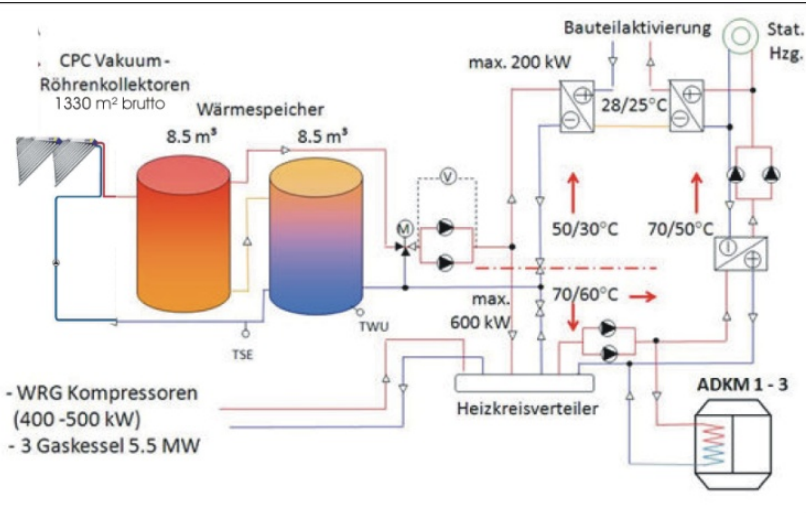 Bauteilaktivierung
Stat.
Hzg.
CPC Vakuum -
Röhrenkollektoren
1330 m² brutto
max. 200 kW
Wärmespeicher
8.5 m³
8.5 m³
28/25°C
V
M
50/30°C
70/50°C
max.
600 kW
70/60°C
TWU
TSE
- WRG Kompressoren
(400 -500 kW)
- 3 Gaskessel 5.5 MW
Heizkreisverteiler
ADKM 1 - 3